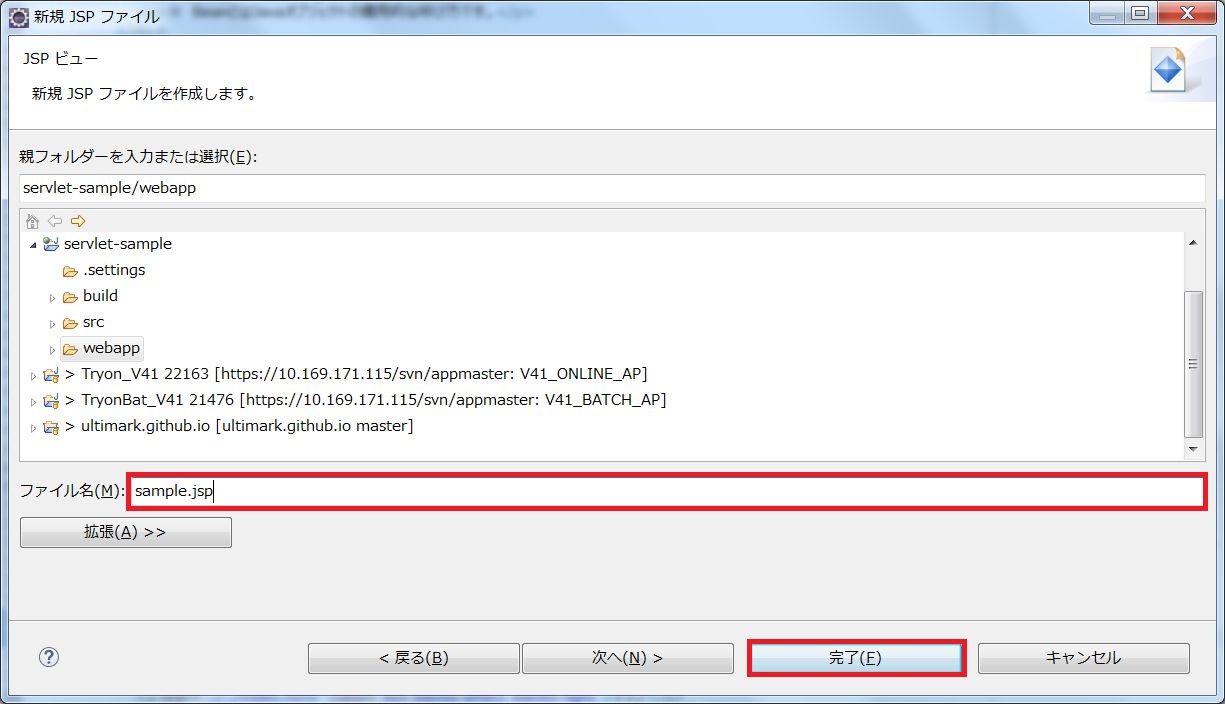 新規 JSP ファイル
JSP ビュー
新規 JSP ファイルを作成します。
親フォルダーを入力または選択(E):
servlet-sample/webapp
servlet-sample
.settings
build
src
webapp
> Tryon_V41 22163 [https://10.169.171.115/svn/appmaster: V41_ONLINE_AP]
> TryonBat_V41 21476 [https://10.169.171.115/svn/appmaster: V41_BATCH_AP]
> ultimark.github.io [ultimark.github.io master]
ファイル名(M): sample.jsp
拡張(A) >>
< 戻る(B) 次へ(N) > 完了(F) キャンセル